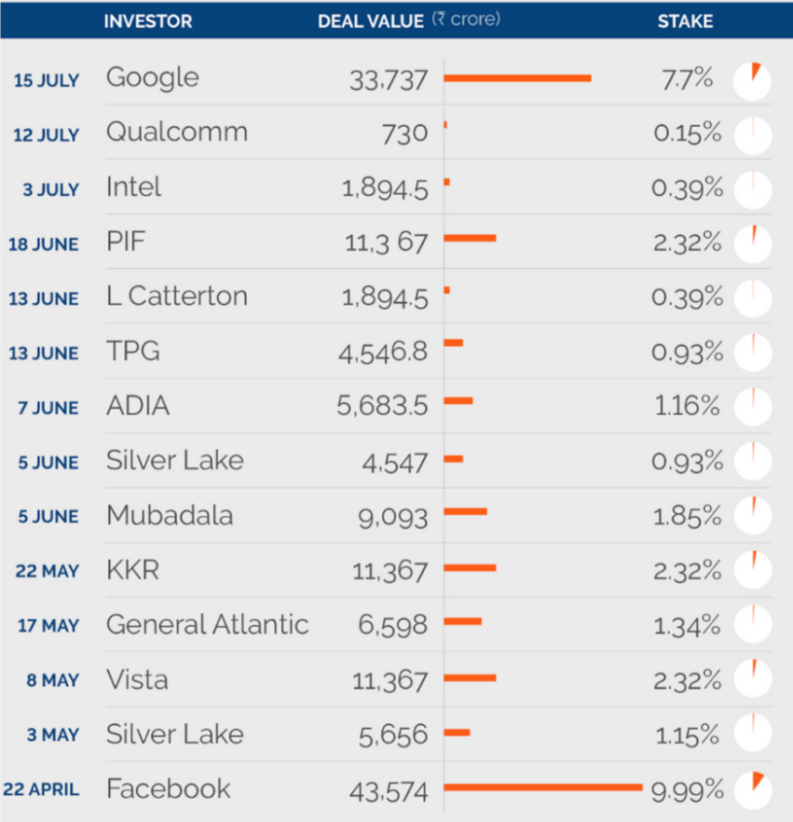 INVESTOR DEAL VALUE (₹ crore) STAKE
15 JULY Google 33,737 7.7%
12 JULY Qualcomm 730 0.15%
3 JULY Intel 1,894.5 0.39%
18 JUNE PIF 11,3 67 2.32%
13 JUNE L Catterton 1,894.5 0.39%
13 JUNE TPG 4,546.8 0.93%
7 JUNE ADIA 5,683.5 1.16%
5 JUNE Silver Lake 4,547 0.93%
5 JUNE Mubadala 9,093 1.85%
22 MAY KKR 11,367 2.32%
17 MAY General Atlantic 6,598 1.34%
8 MAY Vista 11,367 2.32%
3 MAY Silver Lake 5,656 1.15%
22 APRIL Facebook 43,574 9.99%